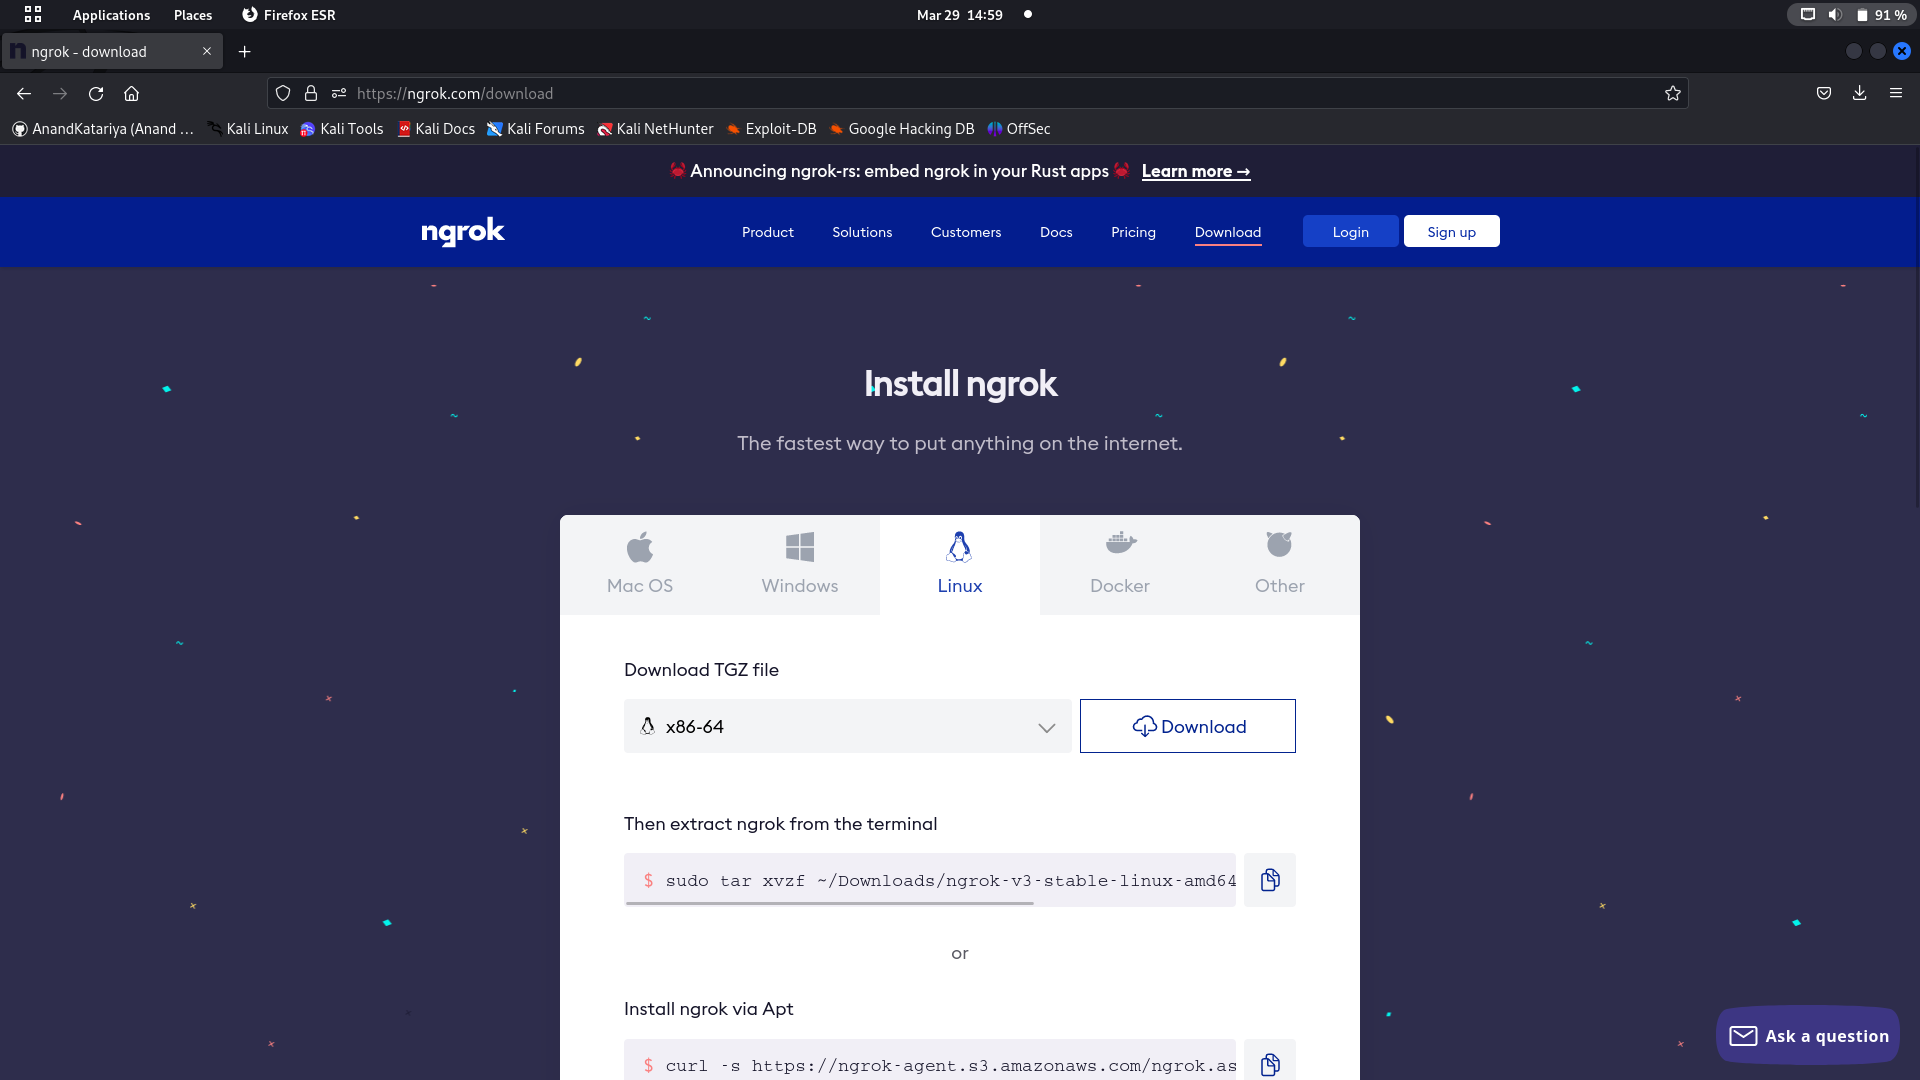 Applications Places Firefox ESR Mar 29 14:59 91 %
ngrok - download
https://ngrok.com/download
AnandKatariya (Anand ... Kali Linux Kali Tools Kali Docs Kali Forums Kali NetHunter Exploit-DB Google Hacking DB OffSec
Announcing ngrok-rs: embed ngrok in your Rust apps Learn more →
ngrok Product Solutions Customers Docs Pricing Download Login Sign up
Install ngrok
The fastest way to put anything on the internet.
Mac OS Windows Linux Docker Other
Download TGZ file
x86-64 Download
Then extract ngrok from the terminal
$ sudo tar xvzf ~/Downloads/ngrok-v3-stable-linux-amd64
or
Install ngrok via Apt
Ask a question
$ curl -s https://ngrok-agent.s3.amazonaws.com/ngrok.as